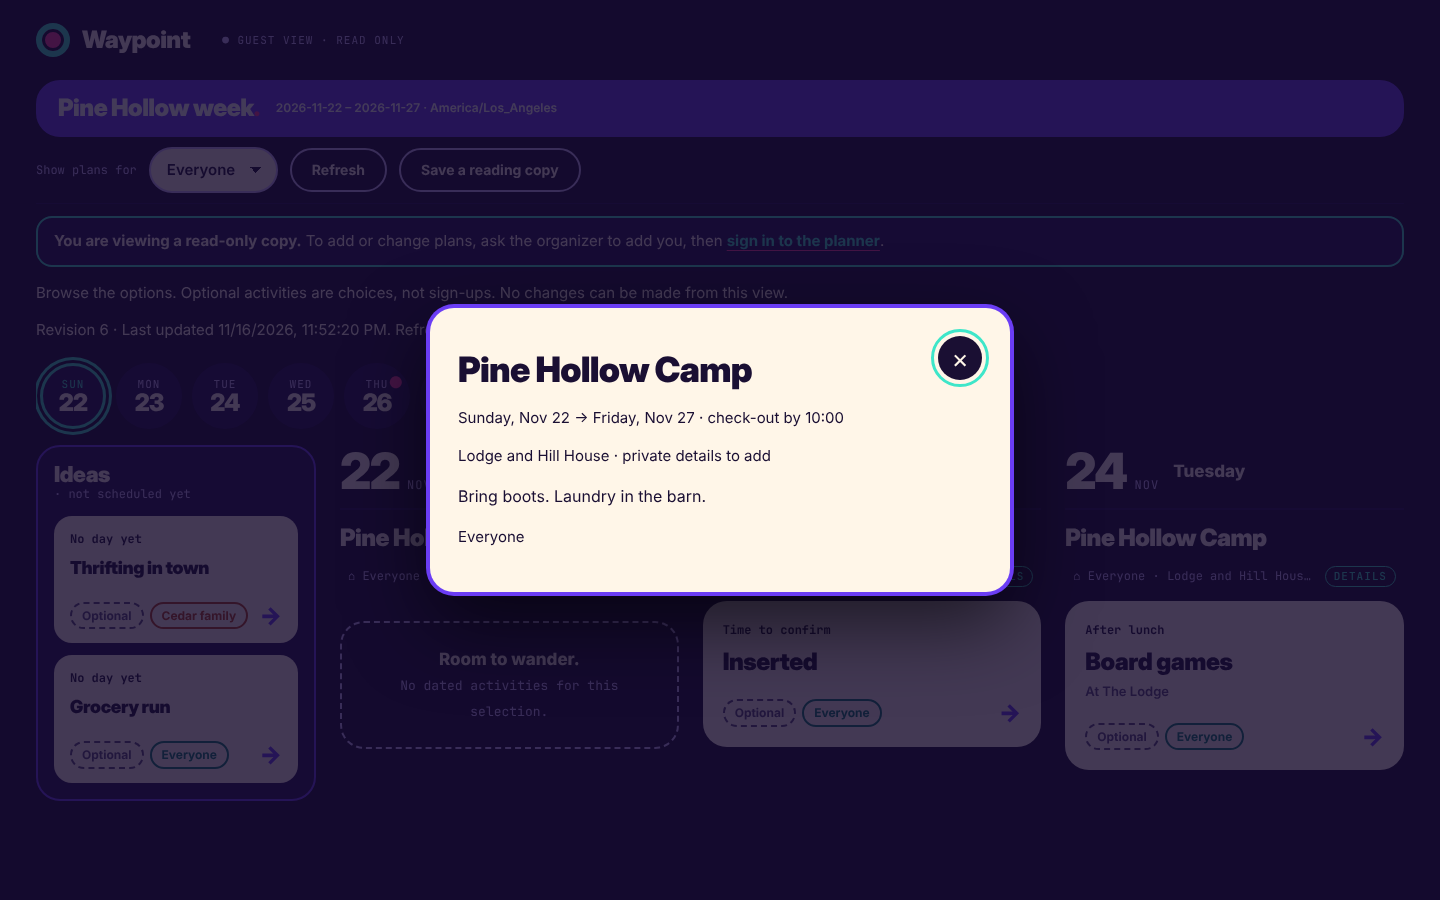 Waypoint
GUEST VIEW · READ ONLY
Pine Hollow week.
2026-11-22 – 2026-11-27 · America/Los_Angeles
Show plans for
Everyone
Refresh
Save a reading copy
You are viewing a read-only copy. To add or change plans, ask the organizer to add you, then sign in to the planner.
Browse the options. Optional activities are choices, not sign-ups. No changes can be made from this view.
Revision 6 · Last updated 11/16/2026, 11:52:20 PM.
SUN
22
MON
23
TUE
24
WED
25
THU
26
Pine Hollow Camp
×
Sunday, Nov 22 → Friday, Nov 27 · check-out by 10:00
Lodge and Hill House · private details to add
Bring boots. Laundry in the barn.
Everyone
Ideas
· not scheduled yet
No day yet
Thrifting in town
Optional
Cedar family
→
No day yet
Grocery run
Optional
Everyone
→
22
Pine
⌂ Everyone
Room to wander.
No dated activities for this
selection.
Time to confirm
Inserted
Optional
Everyone
→
24 NOV Tuesday
Pine Hollow Camp
⌂ Everyone · Lodge and Hill Hous…
DETAILS
After lunch
Board games
At The Lodge
Optional
Everyone
→